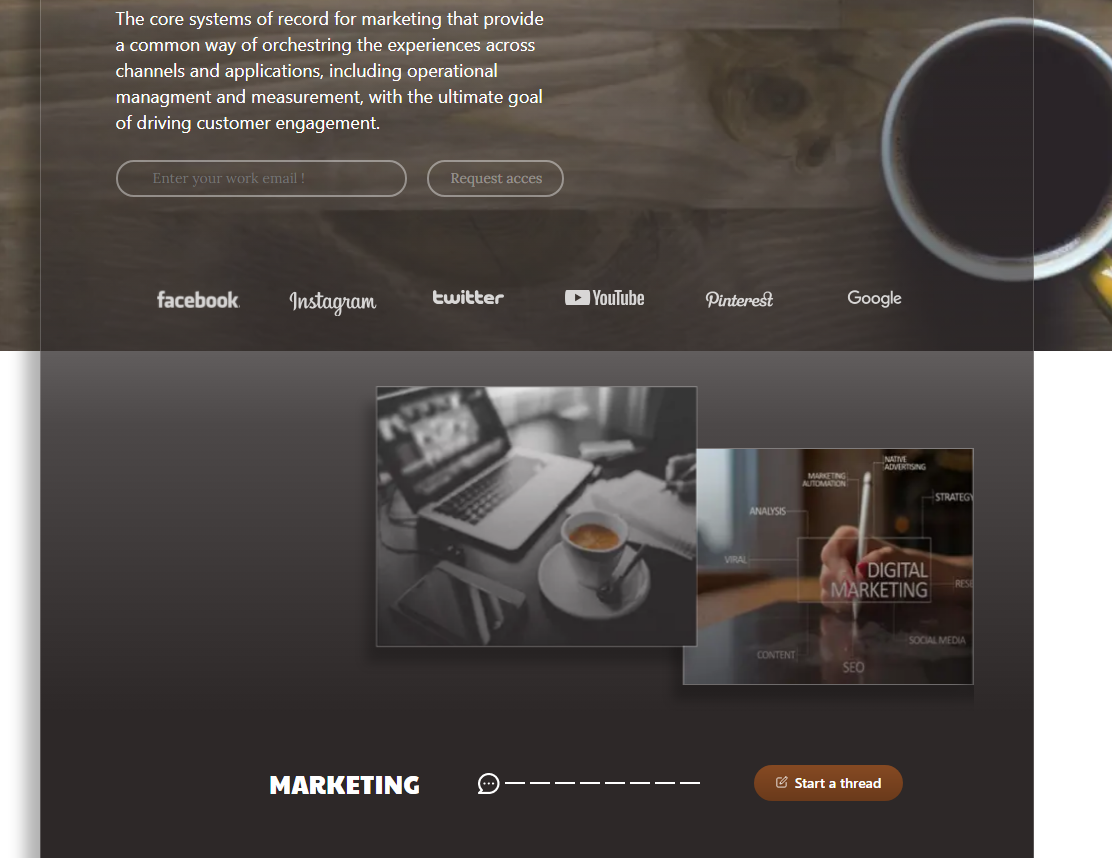 The core systems of record for marketing that provide
a common way of orchestring the experiences across
channels and applications, including operational
managment and measurement, with the ultimate goal
of driving customer engagement.
Enter your work email !
Request acces
facebook.
Instagram
twitter
YouTube
Pinterest
Google
NATIVE
ADVERTISING
MARKETING
AUTOMATION
STRATEGY
ANALYSIS
VIRAL
DIGITAL
MARKETING
RESE
SOCIAL MEDIA
CONTENT
SEO
MARKETING
Start a thread